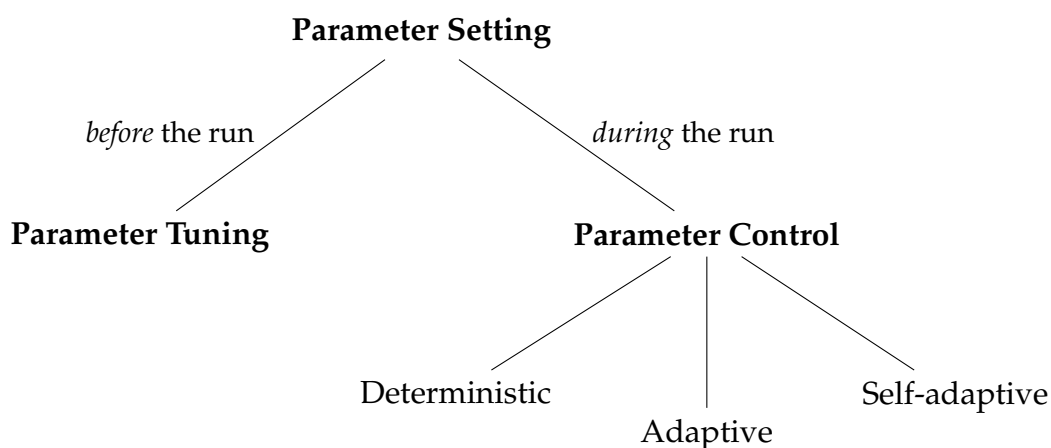 Parameter Setting
before the run
during the run
Parameter Tuning
Parameter Control
Deterministic
Adaptive
Self-adaptive